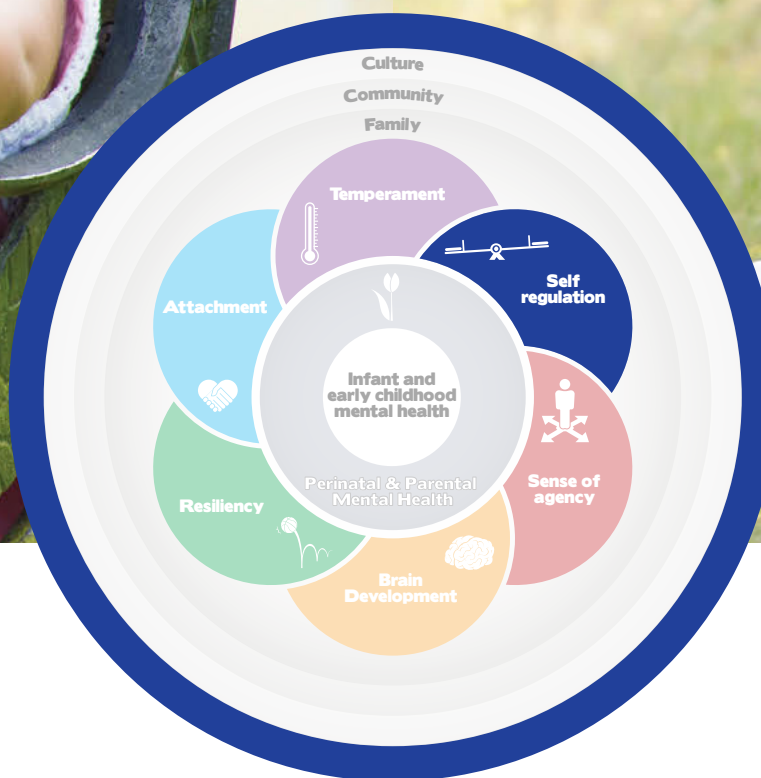 Culture
Community
Family
Temperament
Self
regulation
Attachment
Infant and
early childhood
mental health
Sense of
agency
Perinatal & Parental
Mental Health
Resiliency
Brain
Development